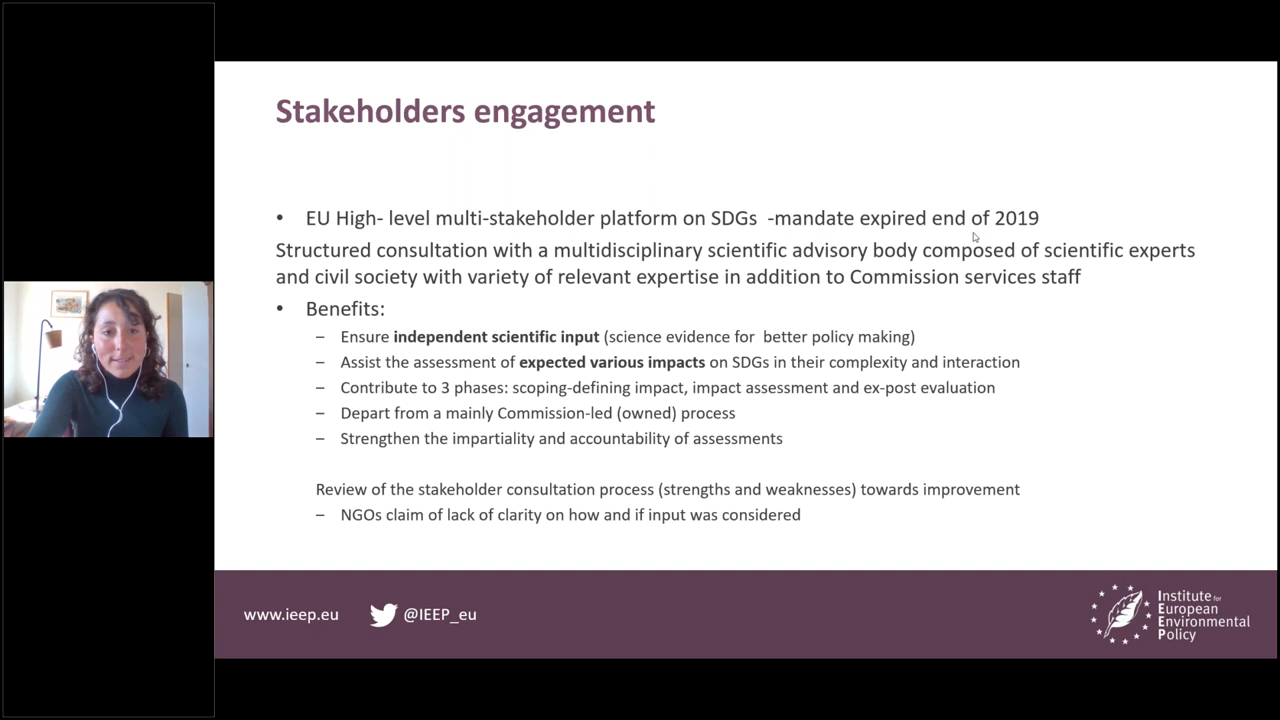 Stakeholders engagement
• EU High- level multi-stakeholder platform on SDGs -mandate expired end of 2019
Structured consultation with a multidisciplinary scientific advisory body composed of scientific experts
and civil society with variety of relevant expertise in addition to Commission services staff
• Benefits:
– Ensure independent scientific input (science evidence for better policy making)
– Assist the assessment of expected various impacts on SDGs in their complexity and interaction
– Contribute to 3 phases: scoping-defining impact, impact assessment and ex-post evaluation
– Depart from a mainly Commission-led (owned) process
– Strengthen the impartiality and accountability of assessments
Review of the stakeholder consultation process (strengths and weaknesses) towards improvement
– NGOs claim of lack of clarity on how and if input was considered
www.ieep.eu @IEEP_eu
Institute for
European
Environmental
Policy